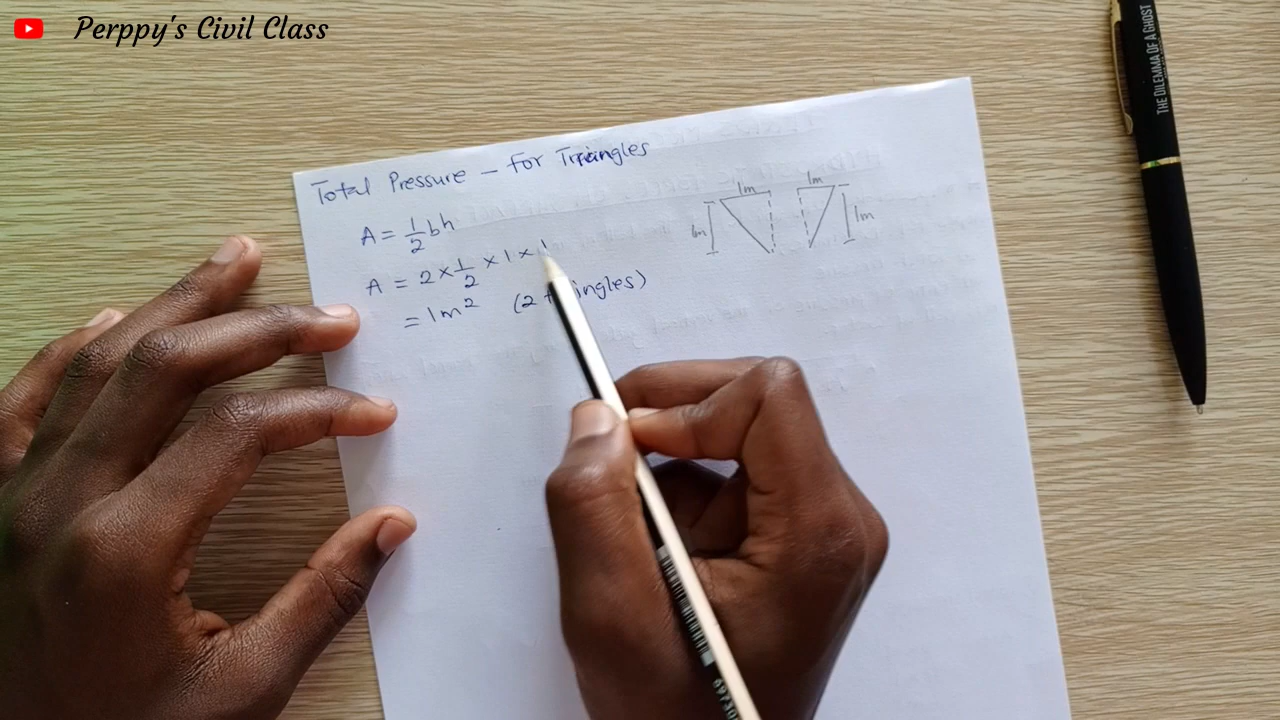 Perppy's Civil Class
THE DILEMMA OF A GHOST
Total Pressure – For Triangles
1m 1m
1m 1m
A = 1/2 bh
A = 2 × 1/2 × 1 × 1
= 1m² (2 t iangles)